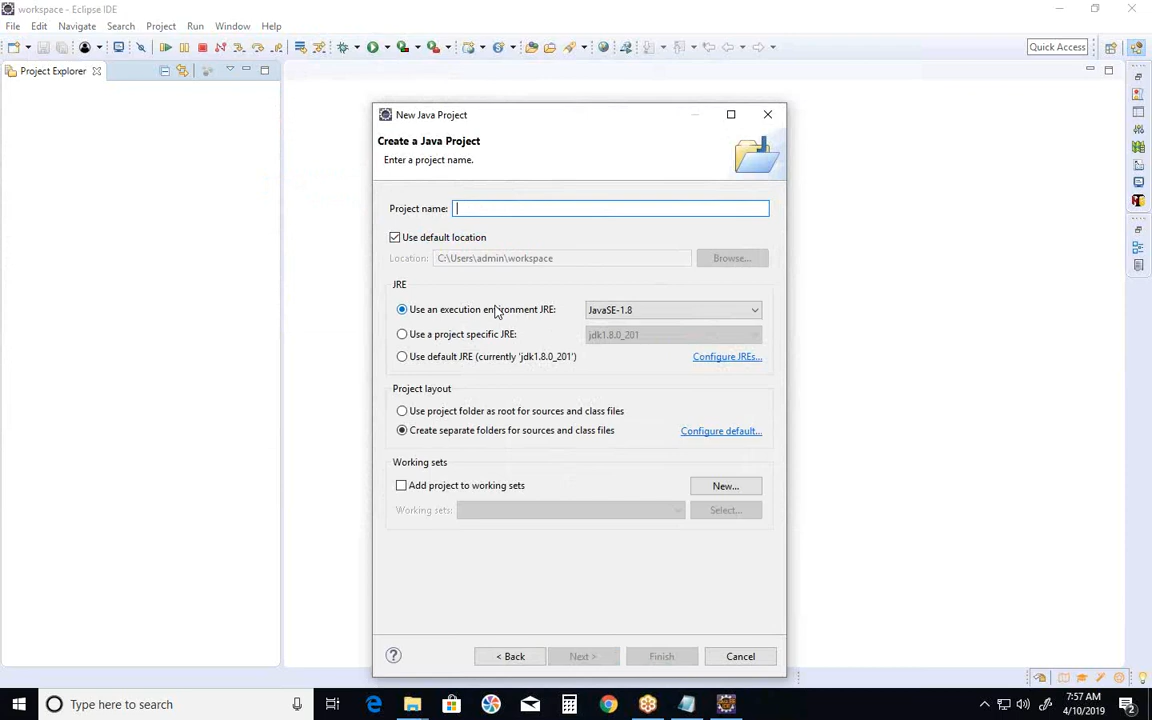 workspace - Eclipse IDE
File Edit Navigate Search Project Run Window Help
Quick Access
Project Explorer
New Java Project
Create a Java Project
Enter a project name.
Project name:
Use default location
Location: C:\Users\admin\workspace Browse...
JRE
Use an execution environment JRE: JavaSE-1.8
Use a project specific JRE: jdk1.8.0_201
Use default JRE (currently 'jdk1.8.0_201') Configure JREs...
Project layout
Use project folder as root for sources and class files
Create separate folders for sources and class files Configure default...
Working sets
Add project to working sets New...
Working sets: Select...
? < Back Next > Finish Cancel
Type here to search
7:57 AM
4/10/2019
2